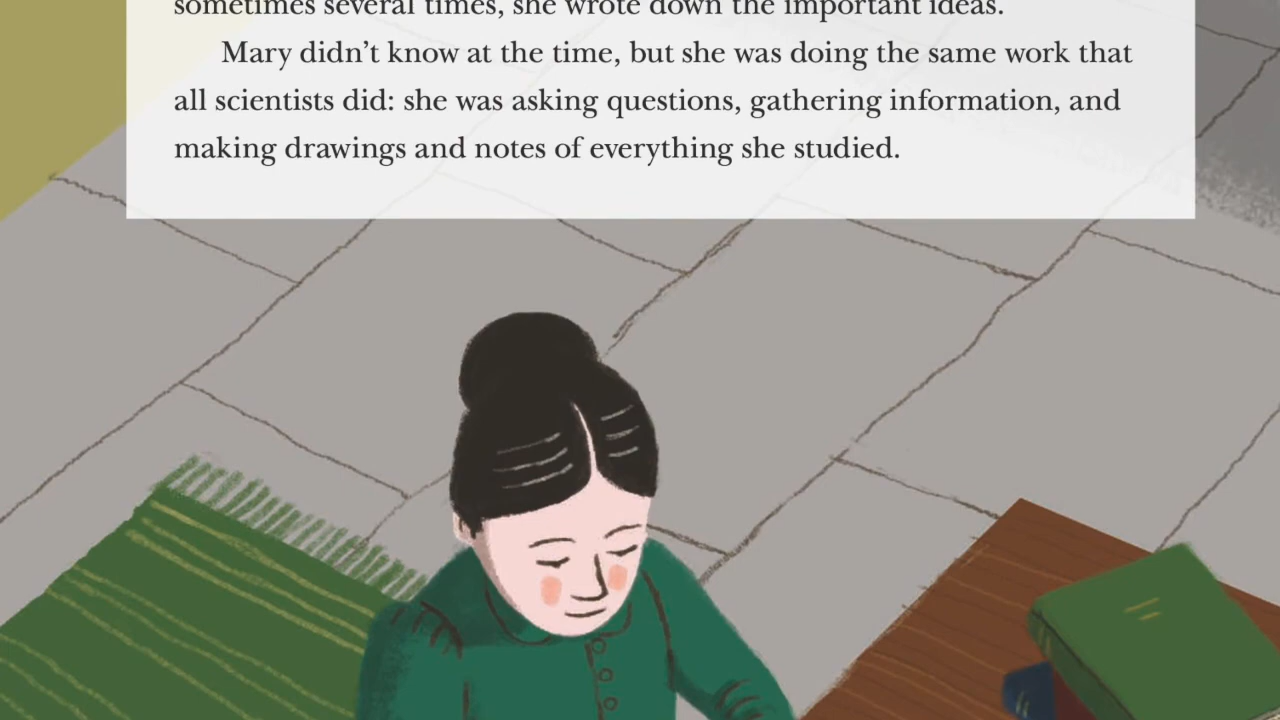 sometimes several times, she wrote down the important ideas.
Mary didn’t know at the time, but she was doing the same work that
all scientists did: she was asking questions, gathering information, and
making drawings and notes of everything she studied.